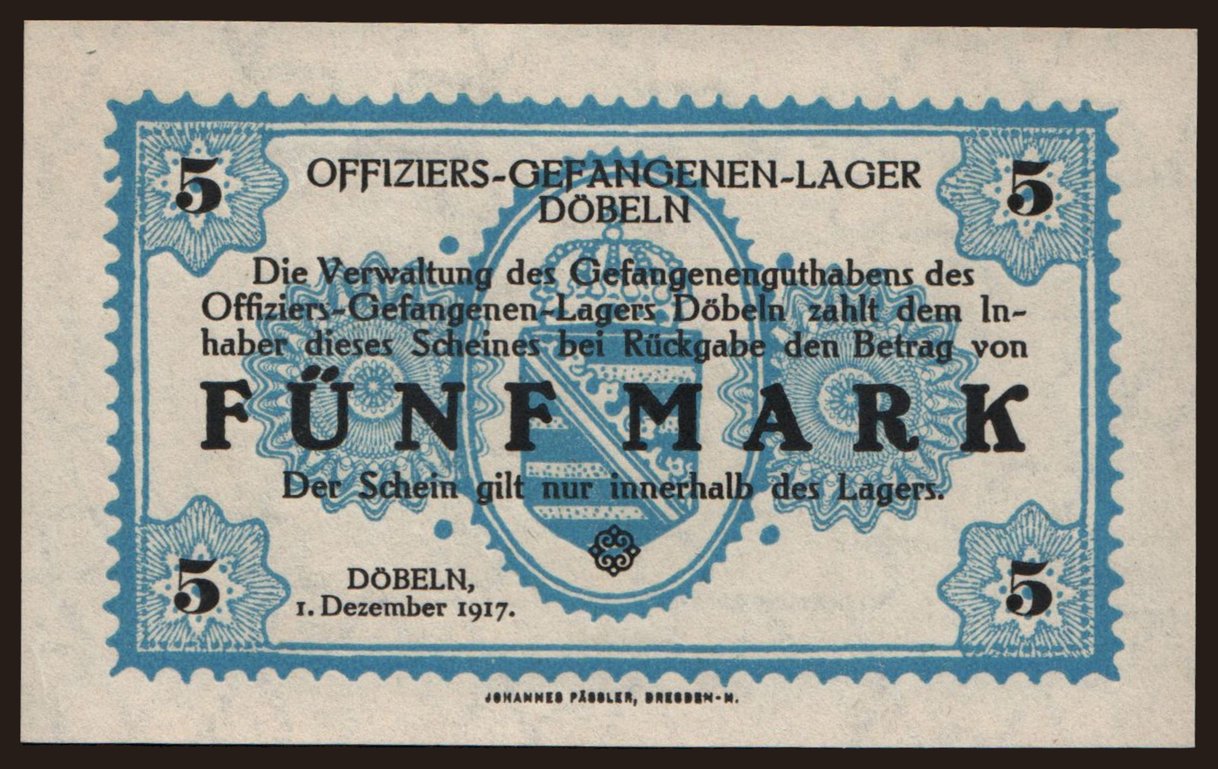 5 5
OFFIZIERS-GEFANGENEN-LAGER
DÖBELN
Die Verwaltung des Gefangenenguthabens des
Offiziers-Gefangenen-Lagers Döbeln zahlt dem In-
haber dieses Scheines bei Rückgabe den Betrag von
FÜNF MARK
Der Schein gilt nur innerhalb des Lagers.
5 5
DÖBELN,
1. Dezember 1917.
JOHANNES PÄSSLER, DRESDEN-N.